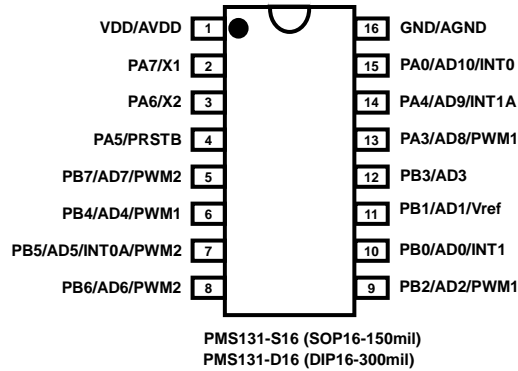 VDD/AVDD 1 16 GND/AGND
PA7/X1 2 15 PA0/AD10/INT0
PA6/X2 3 14 PA4/AD9/INT1A
PA5/PRSTB 4 13 PA3/AD8/PWM1
PB7/AD7/PWM2 5 12 PB3/AD3
PB4/AD4/PWM1 6 11 PB1/AD1/Vref
PB5/AD5/INT0A/PWM2 7 10 PB0/AD0/INT1
PB6/AD6/PWM2 8 9 PB2/AD2/PWM1
PMS131-S16 (SOP16-150mil)
PMS131-D16 (DIP16-300mil)